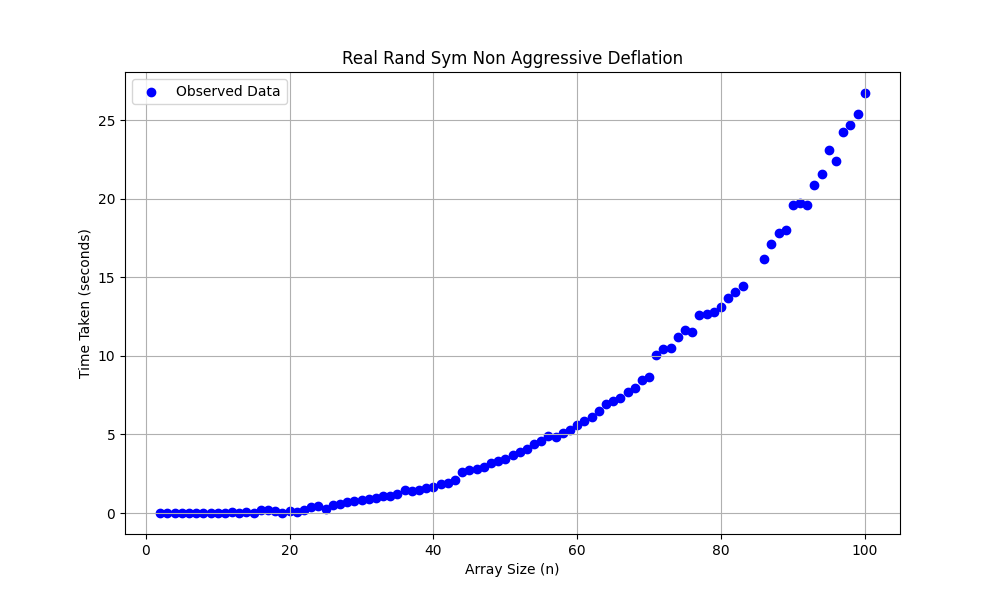 Real Rand Sym Non Aggressive Deflation
Observed Data
Time Taken (seconds)
25
20
15
10
5
0
0 20 40 60 80 100
Array Size (n)